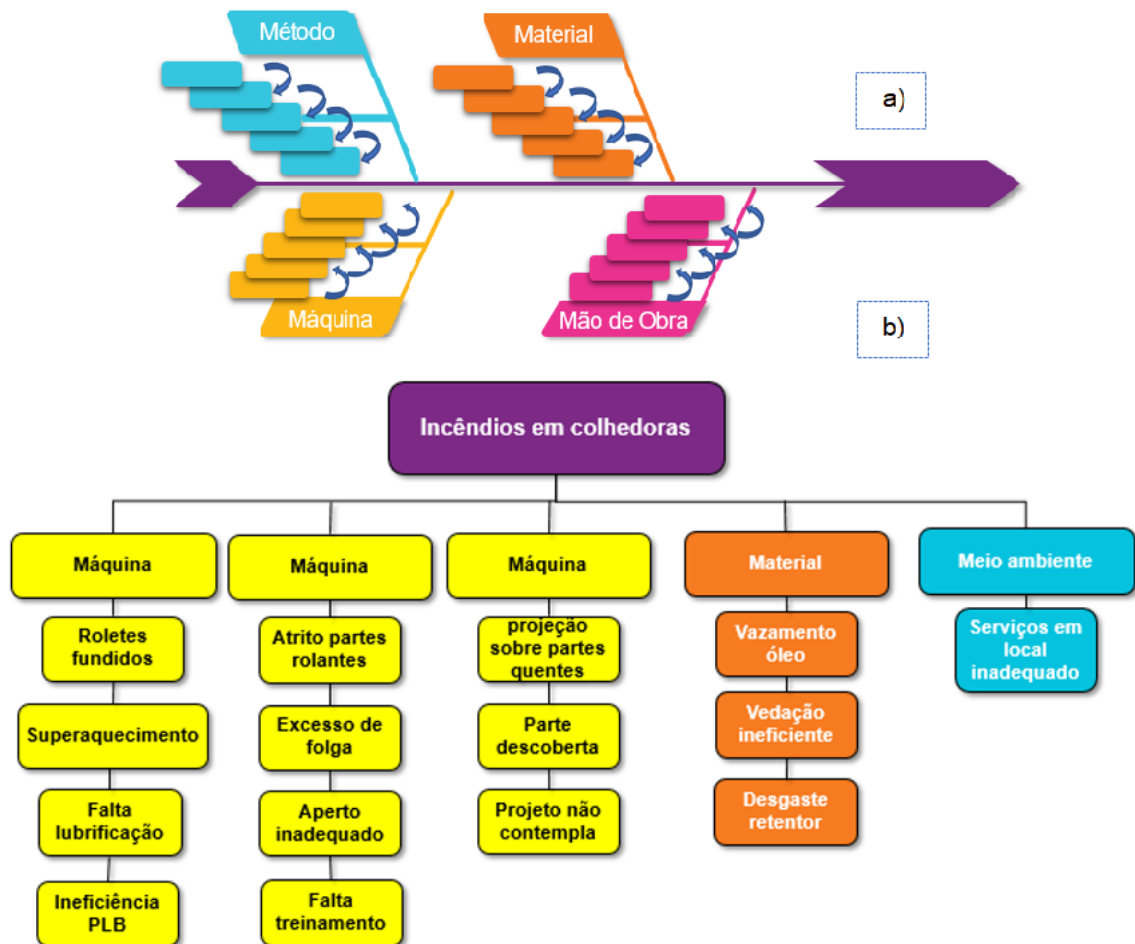 Método
Material
a)
Máquina
Mão de Obra
b)
Incêndios em colhedoras
Máquina
Roletes
fundidos
Superaquecimento
Falta
lubrificação
Ineficiência
PLB
Máquina
Atrito partes
rolantes
Excesso de
folga
Aperto
inadequado
Falta
treinamento
Máquina
projeção
sobre partes
quentes
Parte
descoberta
Projeto não
contempla
Material
Vazamento
óleo
Vedação
ineficiente
Desgaste
retentor
Meio ambiente
Serviços em
local
inadequado